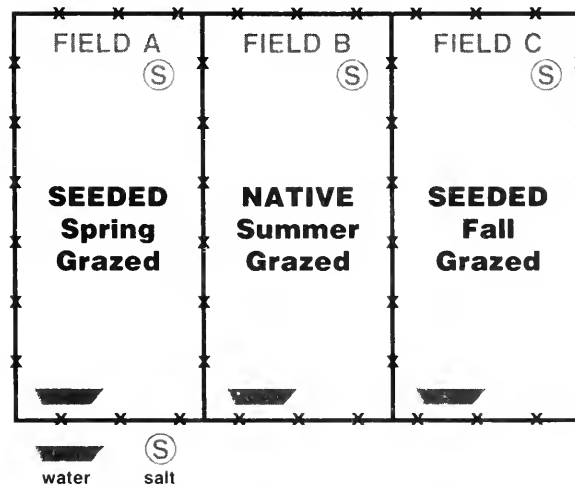 FIELD A
S
SEEDED
Spring
Grazed
FIELD B
S
NATIVE
Summer
Grazed
FIELD C
S
SEEDED
Fall
Grazed
S
water
salt